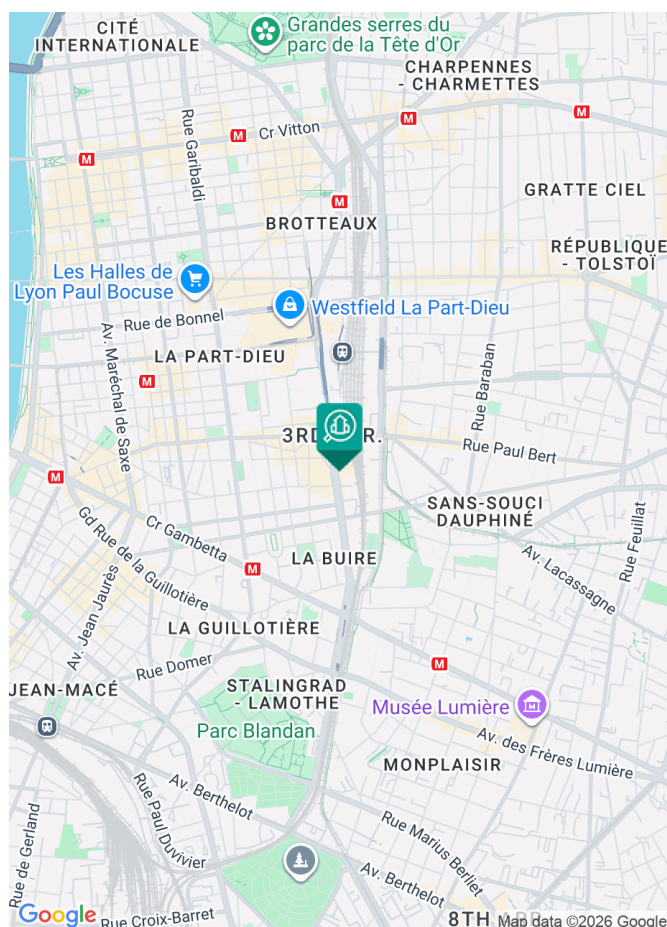 CITÉ
INTERNATIONALE
Grandes serres du
parc de la Tête d'Or
CHARPENNES
- CHARMETTES
M
Cr Vitton
M
M
M
Rue Garibaldi
GRATTE CIEL
M
BROTTEAUX
RÉPUBLIQUE
- TOLSTOÏ
Les Halles de
Lyon Paul Bocuse
Westfield La Part-Dieu
Rue de Bonnel
Av. Maréchal de Saxe
LA PART-DIEU
M
Rue Baraban
3RD
R.
Rue Paul Bert
M
SANS-SOUCI
DAUPHINÉ
Rue Feuillat
Cr Gambetta
Gd Rue de la Guillotière
LA BUIRE
M
Av. Lacassagne
Av. Jean Jaurès
LA GUILLOTIÈRE
Rue Domer
M
JEAN-MACÉ
STALINGRAD
- LAMOTHE
Musée Lumière
Parc Blandan
Av. des Frères Lumière
MONPLAISIR
Av. Berthelot
Rue Paul Duvivier
Rue Marius Berliet
Rue de Gerland
Av. Berthelot
Google
Rue Croix-Barret
8TH
Map data ©2026 Google